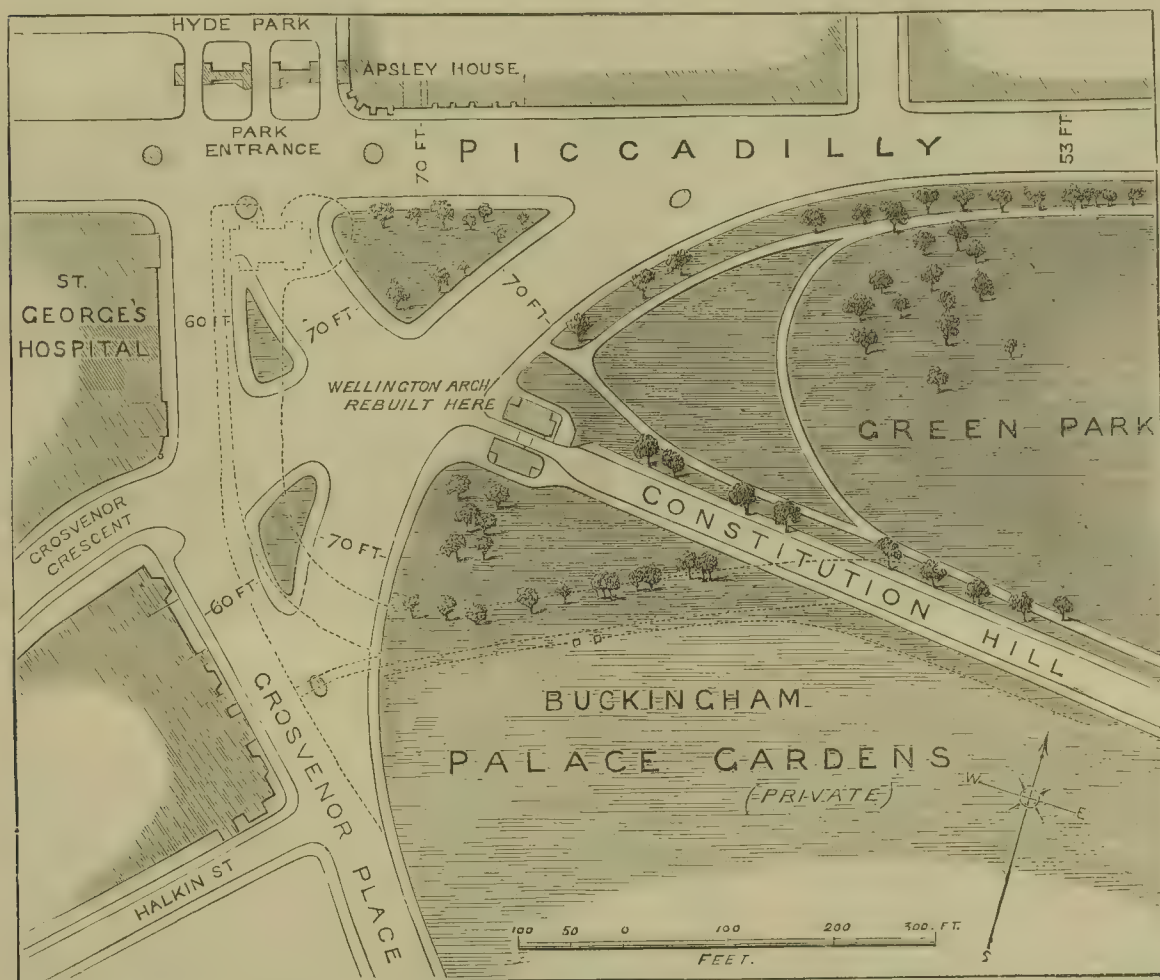 HYDE PARK
APSLEY HOUSE
PARK
ENTRANCE
PICCADILLY
70 FT
53 FT
ST.
GEORGE'S
HOSPITAL
60 FT
70 FT
70 FT
WELLINGTON ARCH
REBUILT HERE
GREEN PARK
CONSTITUTION HILL
GROSVENOR
CRESCENT
70 FT
60 FT
GROSVENOR PLACE
BUCKINGHAM
PALACE GARDENS
(PRIVATE)
W
E
S
HALKIN ST
100 50 0 100 200 300. FT.
FEET.